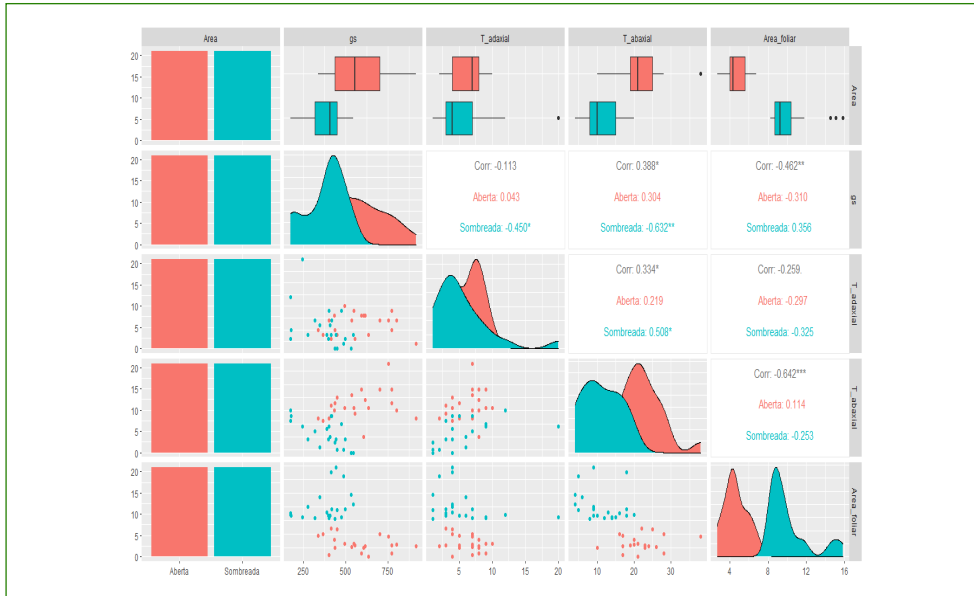 Area gs T_adaxial T_abaxial Area_foliar
20
15
10
5
0
Area
20
15
10
5
0
Corr: -0.113 Corr: 0.388* Corr: -0.462**
Aberta: 0.043 Aberta: 0.304 Aberta: -0.310
Sombreada: -0.450* Sombreada: -0.632** Sombreada: 0.356
gs
20
15
10
5
0
Corr: 0.334* Corr: -0.259.
Aberta: 0.219 Aberta: -0.297
Sombreada: 0.508* Sombreada: -0.325
T_adaxial
20
15
10
5
0
Corr: -0.642***
Aberta: 0.114
Sombreada: -0.253
T_abaxial
20
15
10
5
0
Area_foliar
Aberta Sombreada 250 500 750 5 10 15 20 10 20 30 4 8 12 16